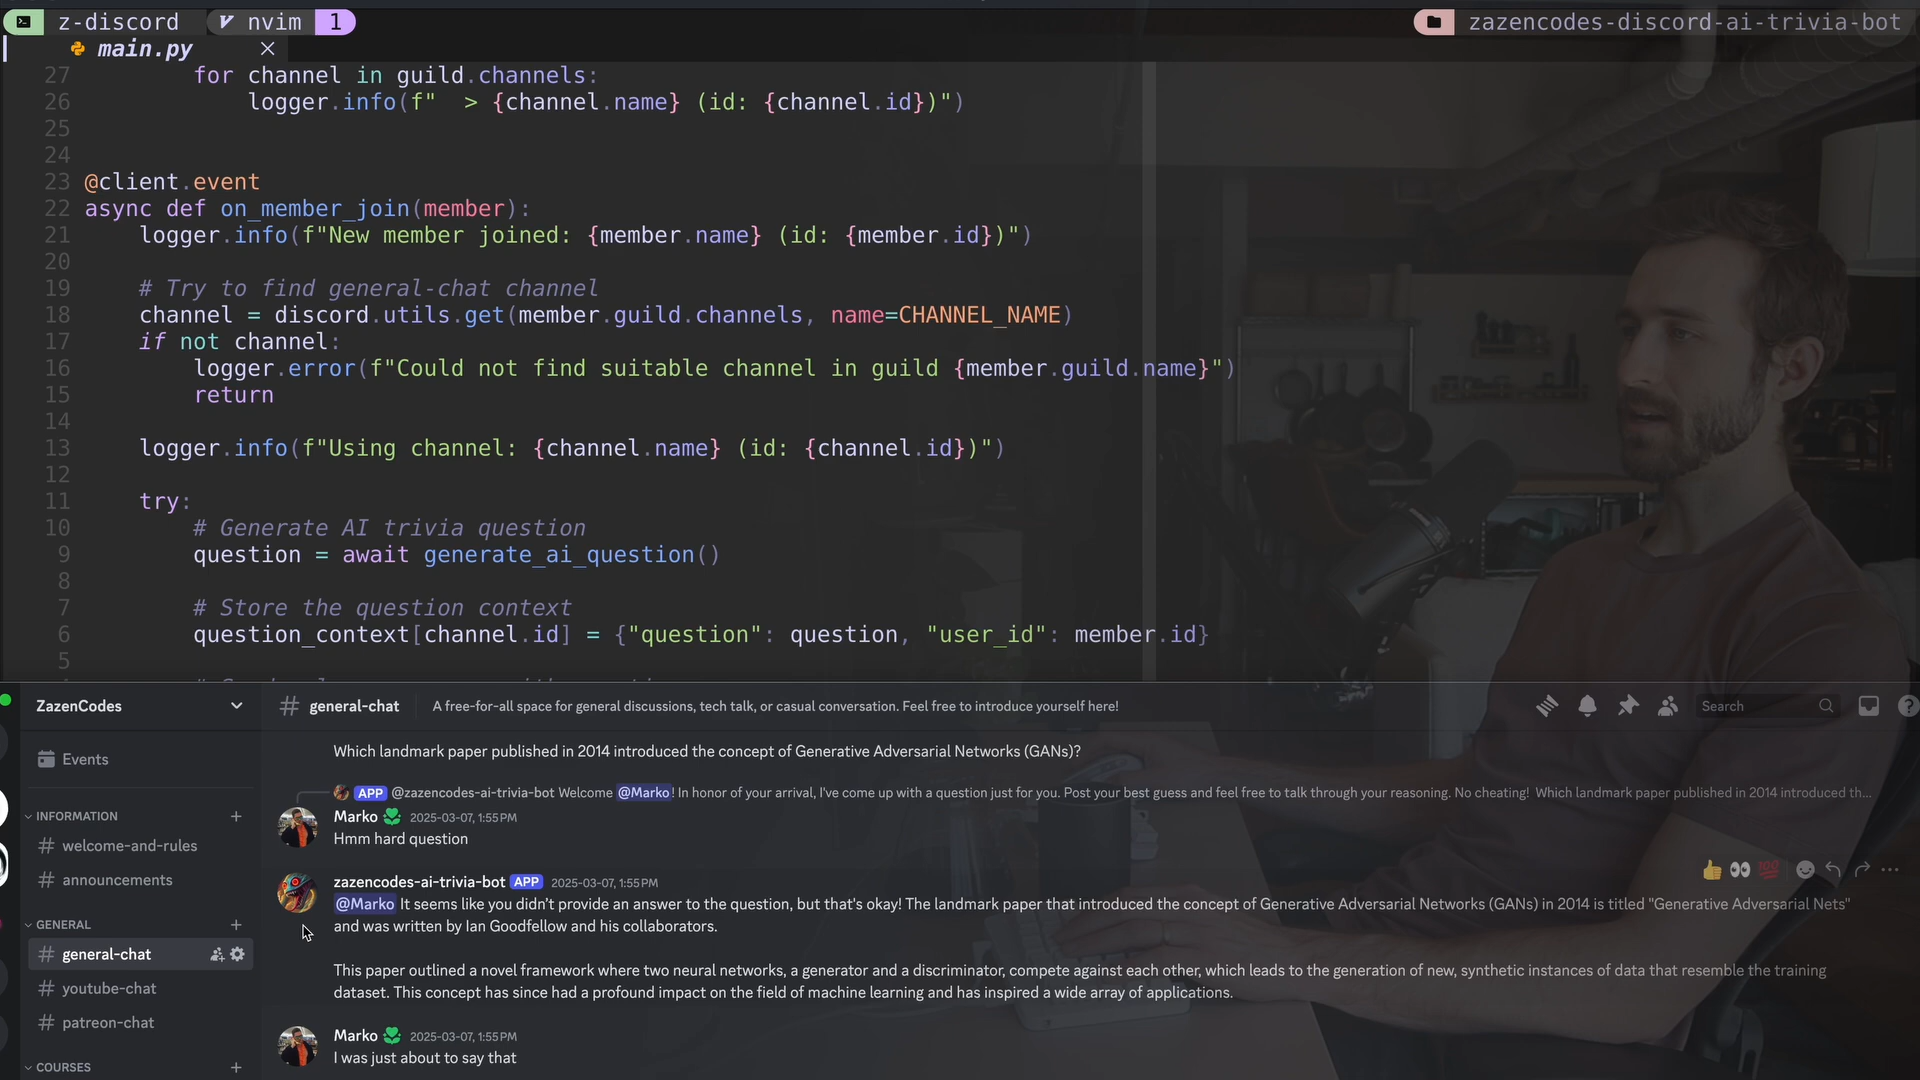 z-discord nvim 1 zazencodes-discord-ai-trivia-bot
main.py
27 for channel in guild.channels:
26 logger.info(f"  > {channel.name} (id: {channel.id})")
25
24
23 @client.event
22 async def on_member_join(member):
21 logger.info(f"New member joined: {member.name} (id: {member.id})")
20
19 # Try to find general-chat channel
18 channel = discord.utils.get(member.guild.channels, name=CHANNEL_NAME)
17 if not channel:
16 logger.error(f"Could not find suitable channel in guild {member.guild.name}")
15 return
14
13 logger.info(f"Using channel: {channel.name} (id: {channel.id})")
12
11 try:
10 # Generate AI trivia question
9 question = await generate_ai_question()
8
7 # Store the question context
6 question_context[channel.id] = {"question": question, "user_id": member.id}
5
ZazenCodes
Events
INFORMATION
welcome-and-rules
announcements
GENERAL
general-chat
youtube-chat
patreon-chat
COURSES
general-chat A free-for-all space for general discussions, tech talk, or casual conversation. Feel free to introduce yourself here! Search
Which landmark paper published in 2014 introduced the concept of Generative Adversarial Networks (GANs)?
APP @zazencodes-ai-trivia-bot Welcome @Marko! In honor of your arrival, I've come up with a question just for you. Post your best guess and feel free to talk through your reasoning. No cheating! Which landmark paper published in 2014 introduced th...
Marko 2025-03-07, 1:55 PM
Hmm hard question
zazencodes-ai-trivia-bot APP 2025-03-07, 1:55 PM
@Marko It seems like you didn't provide an answer to the question, but that's okay! The landmark paper that introduced the concept of Generative Adversarial Networks (GANs) in 2014 is titled "Generative Adversarial Nets"
and was written by Ian Goodfellow and his collaborators.
This paper outlined a novel framework where two neural networks, a generator and a discriminator, compete against each other, which leads to the generation of new, synthetic instances of data that resemble the training
dataset. This concept has since had a profound impact on the field of machine learning and has inspired a wide array of applications.
Marko 2025-03-07, 1:55 PM
I was just about to say that